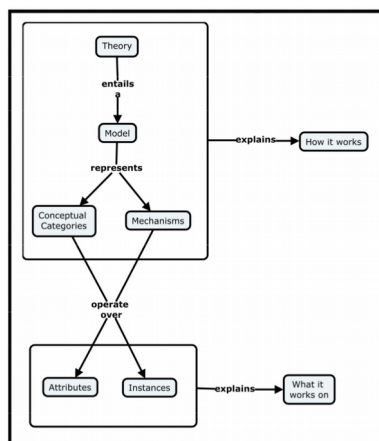 Theory
entails
a
Model
explains
How it works
represents
Conceptual
Categories
Mechanisms
operate
over
Attributes
Instances
explains
What it
works on